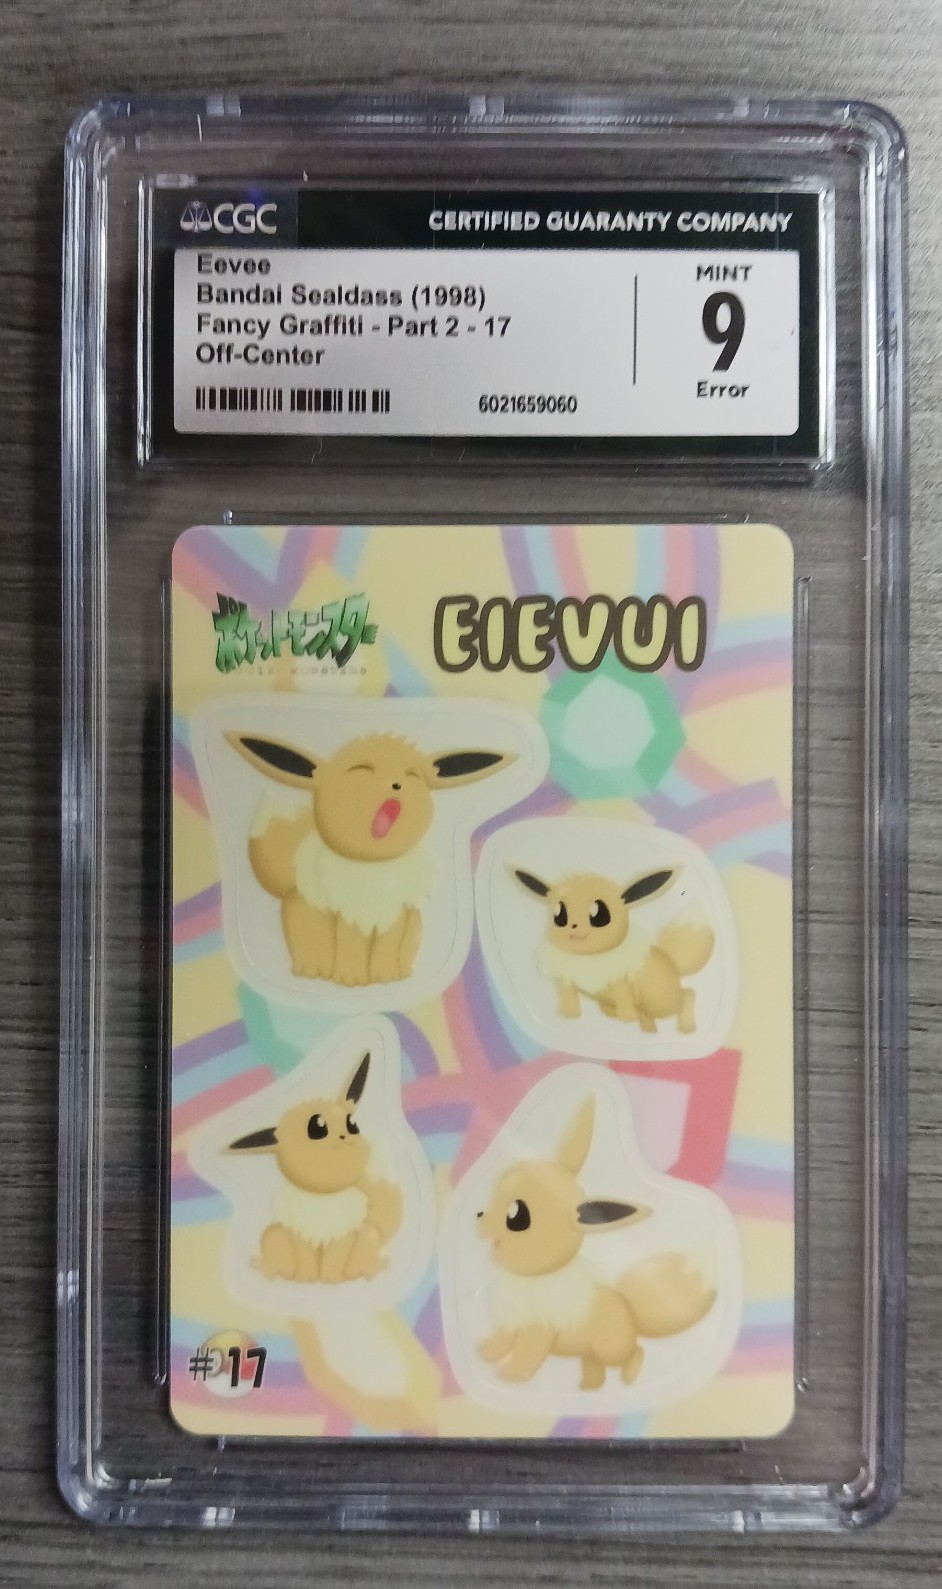 CGC
CERTIFIED GUARANTY COMPANY
Eevee
Bandai Sealdass (1998)
Fancy Graffiti - Part 2 - 17
Off-Center
6021659060
MINT
9
Error
ポケットモンスター
EIEVUI
#17